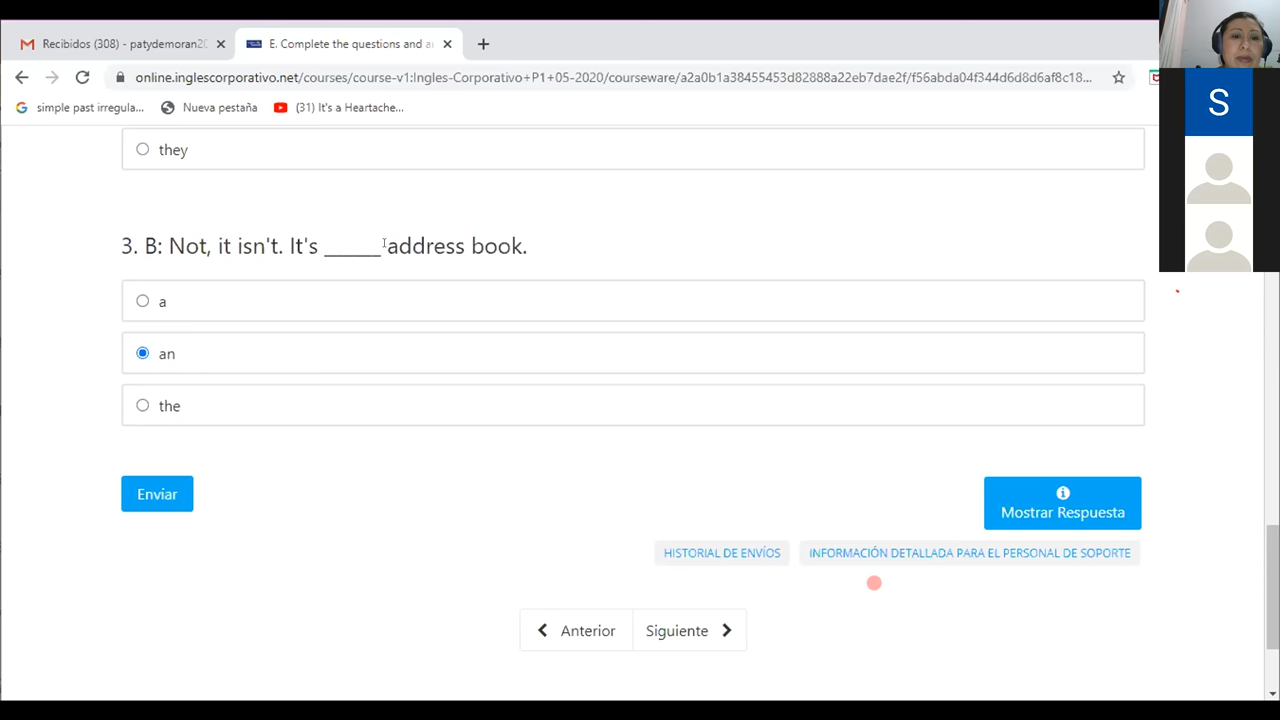 Recibidos (308) - patydemoran20
E. Complete the questions and a
online.inglescorporativo.net/courses/course-v1:Ingles-Corporativo+P1+05-2020/courseware/a2a0b1a38455453d82888a22eb7dae2f/f56abda04f344d6d8d6af8c18...
simple past irregula...
Nueva pestaña
(31) It's a Heartache...
they
3. B: Not, it isn't. It's ______ address book.
a
an
the
Enviar
Mostrar Respuesta
HISTORIAL DE ENVÍOS
INFORMACIÓN DETALLADA PARA EL PERSONAL DE SOPORTE
Anterior
Siguiente
S